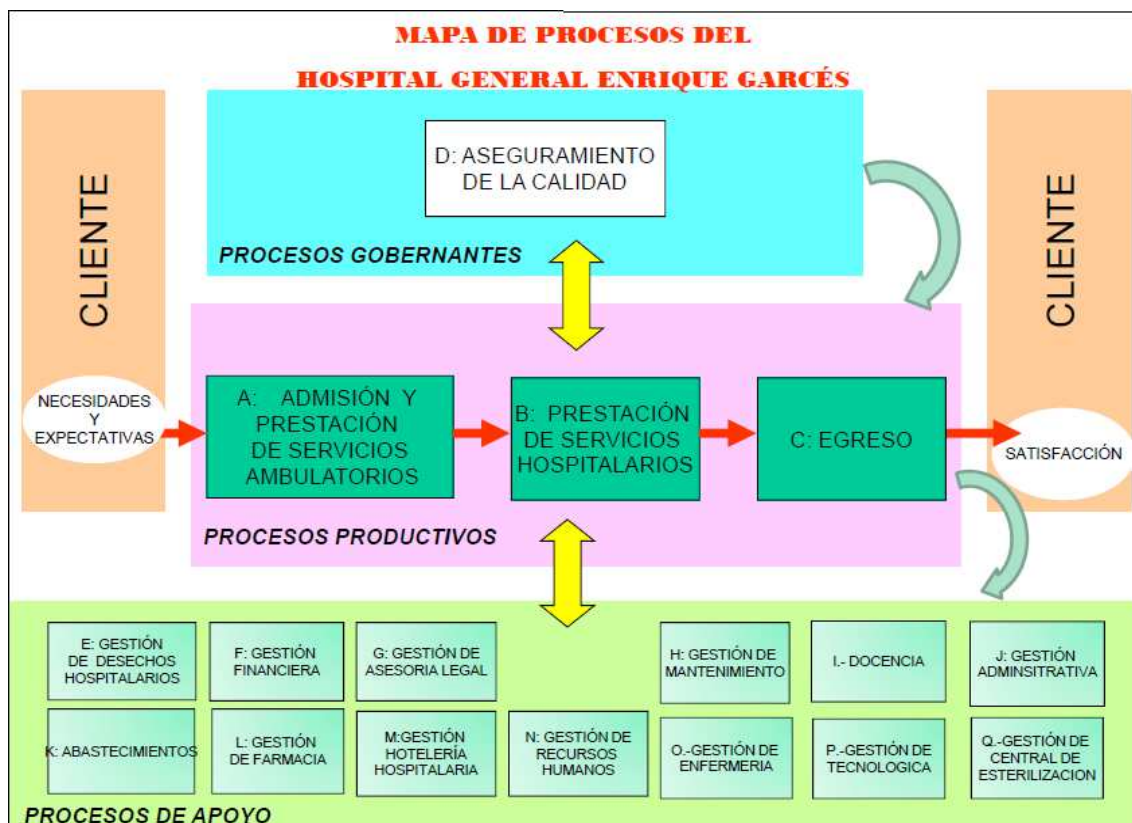 MAPA DE PROCESOS DEL
HOSPITAL GENERAL ENRIQUE GARCÉS
CLIENTE
NECESIDADES
Y
EXPECTATIVAS
D: ASEGURAMIENTO
DE LA CALIDAD
PROCESOS GOBERNANTES
A: ADMISIÓN Y
PRESTACIÓN
DE SERVICIOS
AMBULATORIOS
B: PRESTACIÓN
DE SERVICIOS
HOSPITALARIOS
C: EGRESO
PROCESOS PRODUCTIVOS
CLIENTE
SATISFACCIÓN
E: GESTIÓN
DE DESECHOS
HOSPITALARIOS
F: GESTIÓN
FINANCIERA
G: GESTIÓN DE
ASESORIA LEGAL
H: GESTIÓN DE
MANTENIMIENTO
I.- DOCENCIA
J: GESTIÓN
ADMINSITRATIVA
K: ABASTECIMIENTOS
L: GESTIÓN
DE FARMACIA
M:GESTIÓN
HOTELERÍA
HOSPITALARIA
N: GESTIÓN DE
RECURSOS
HUMANOS
O.-GESTIÓN DE
ENFERMERIA
P.-GESTIÓN DE
TECNOLOGICA
Q.-GESTIÓN DE
CENTRAL DE
ESTERILIZACION
PROCESOS DE APOYO